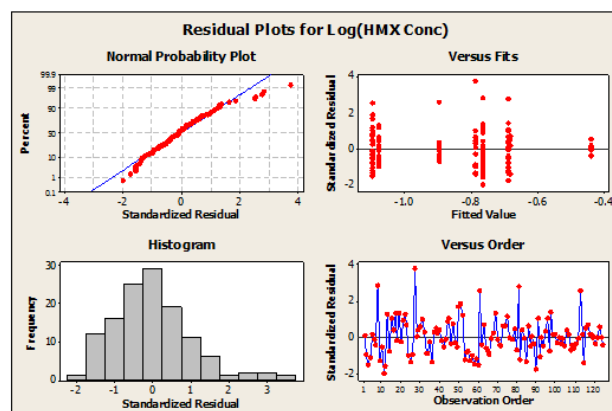 Residual Plots for Log(HMX Conc)
Normal Probability Plot
Versus Fits
99.9
99
90
50
10
1
0.1
Percent
-4 -2 0 2 4
Standardized Residual
4
2
0
-2
Standardized Residual
-1.0 -0.8 -0.6 -0.4
Fitted Value
Histogram
Versus Order
30
20
10
0
Frequency
-2 -1 0 1 2 3
Standardized Residual
4
2
0
-2
Standardized Residual
1 10 20 30 40 50 60 70 80 90 100 110 120
Observation Order